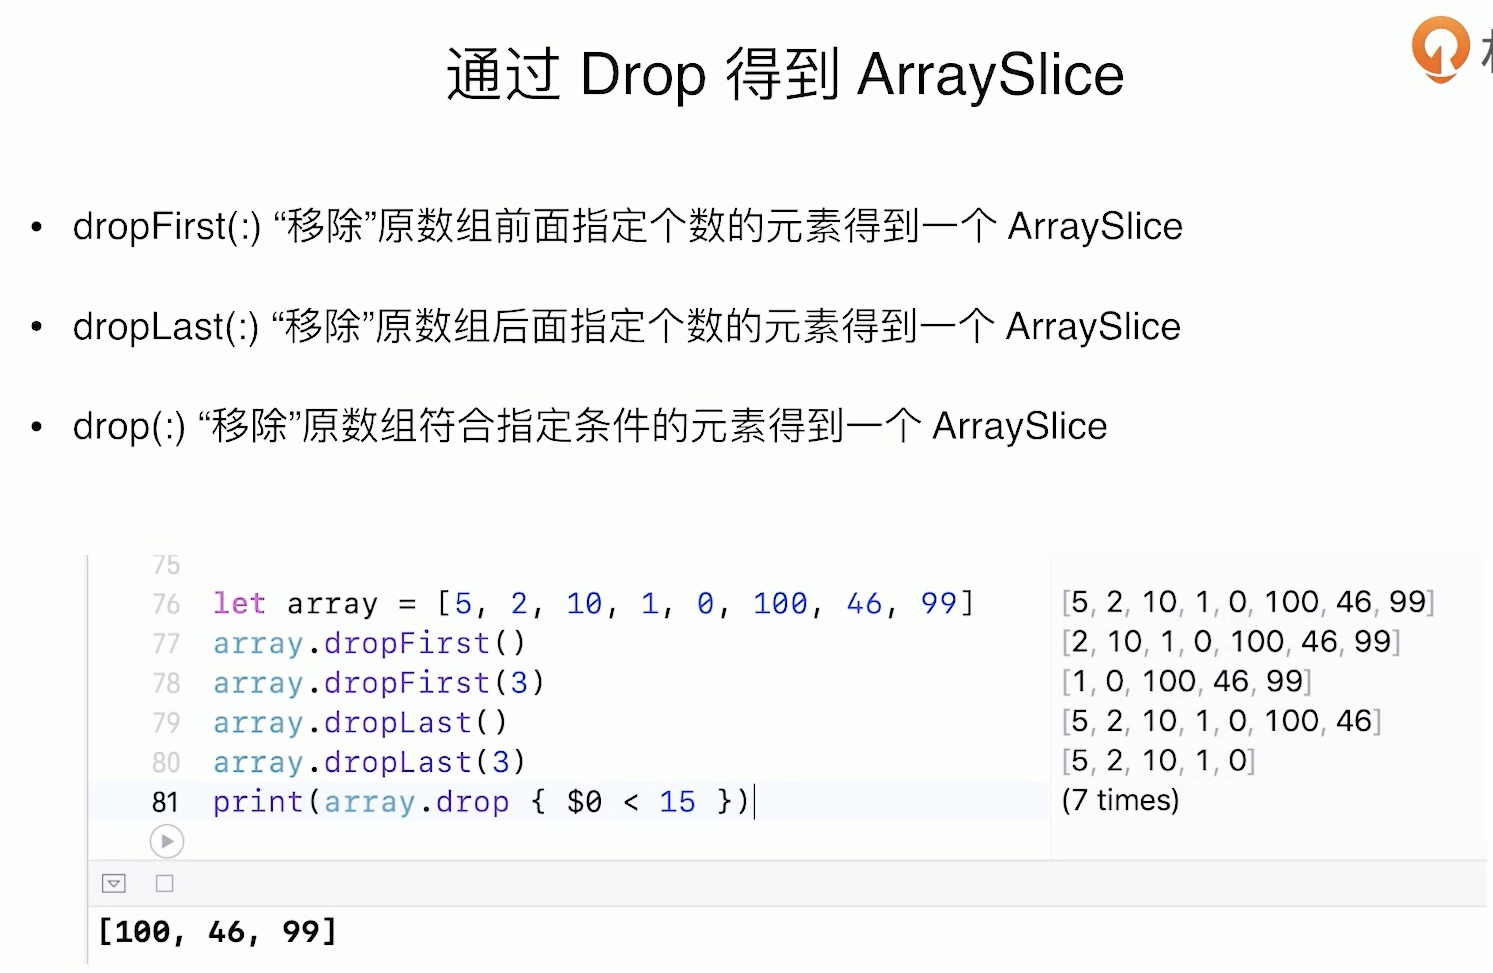 通过 Drop 得到 ArraySlice
• dropFirst(:) “移除”原数组前面指定个数的元素得到一个 ArraySlice
• dropLast(:) “移除”原数组后面指定个数的元素得到一个 ArraySlice
• drop(:) “移除”原数组符合指定条件的元素得到一个 ArraySlice
75
76 let array = [5, 2, 10, 1, 0, 100, 46, 99] [5, 2, 10, 1, 0, 100, 46, 99]
77 array.dropFirst() [2, 10, 1, 0, 100, 46, 99]
78 array.dropFirst(3) [1, 0, 100, 46, 99]
79 array.dropLast() [5, 2, 10, 1, 0, 100, 46]
80 array.dropLast(3) [5, 2, 10, 1, 0]
81 print(array.drop { $0 < 15 }) (7 times)
[100, 46, 99]